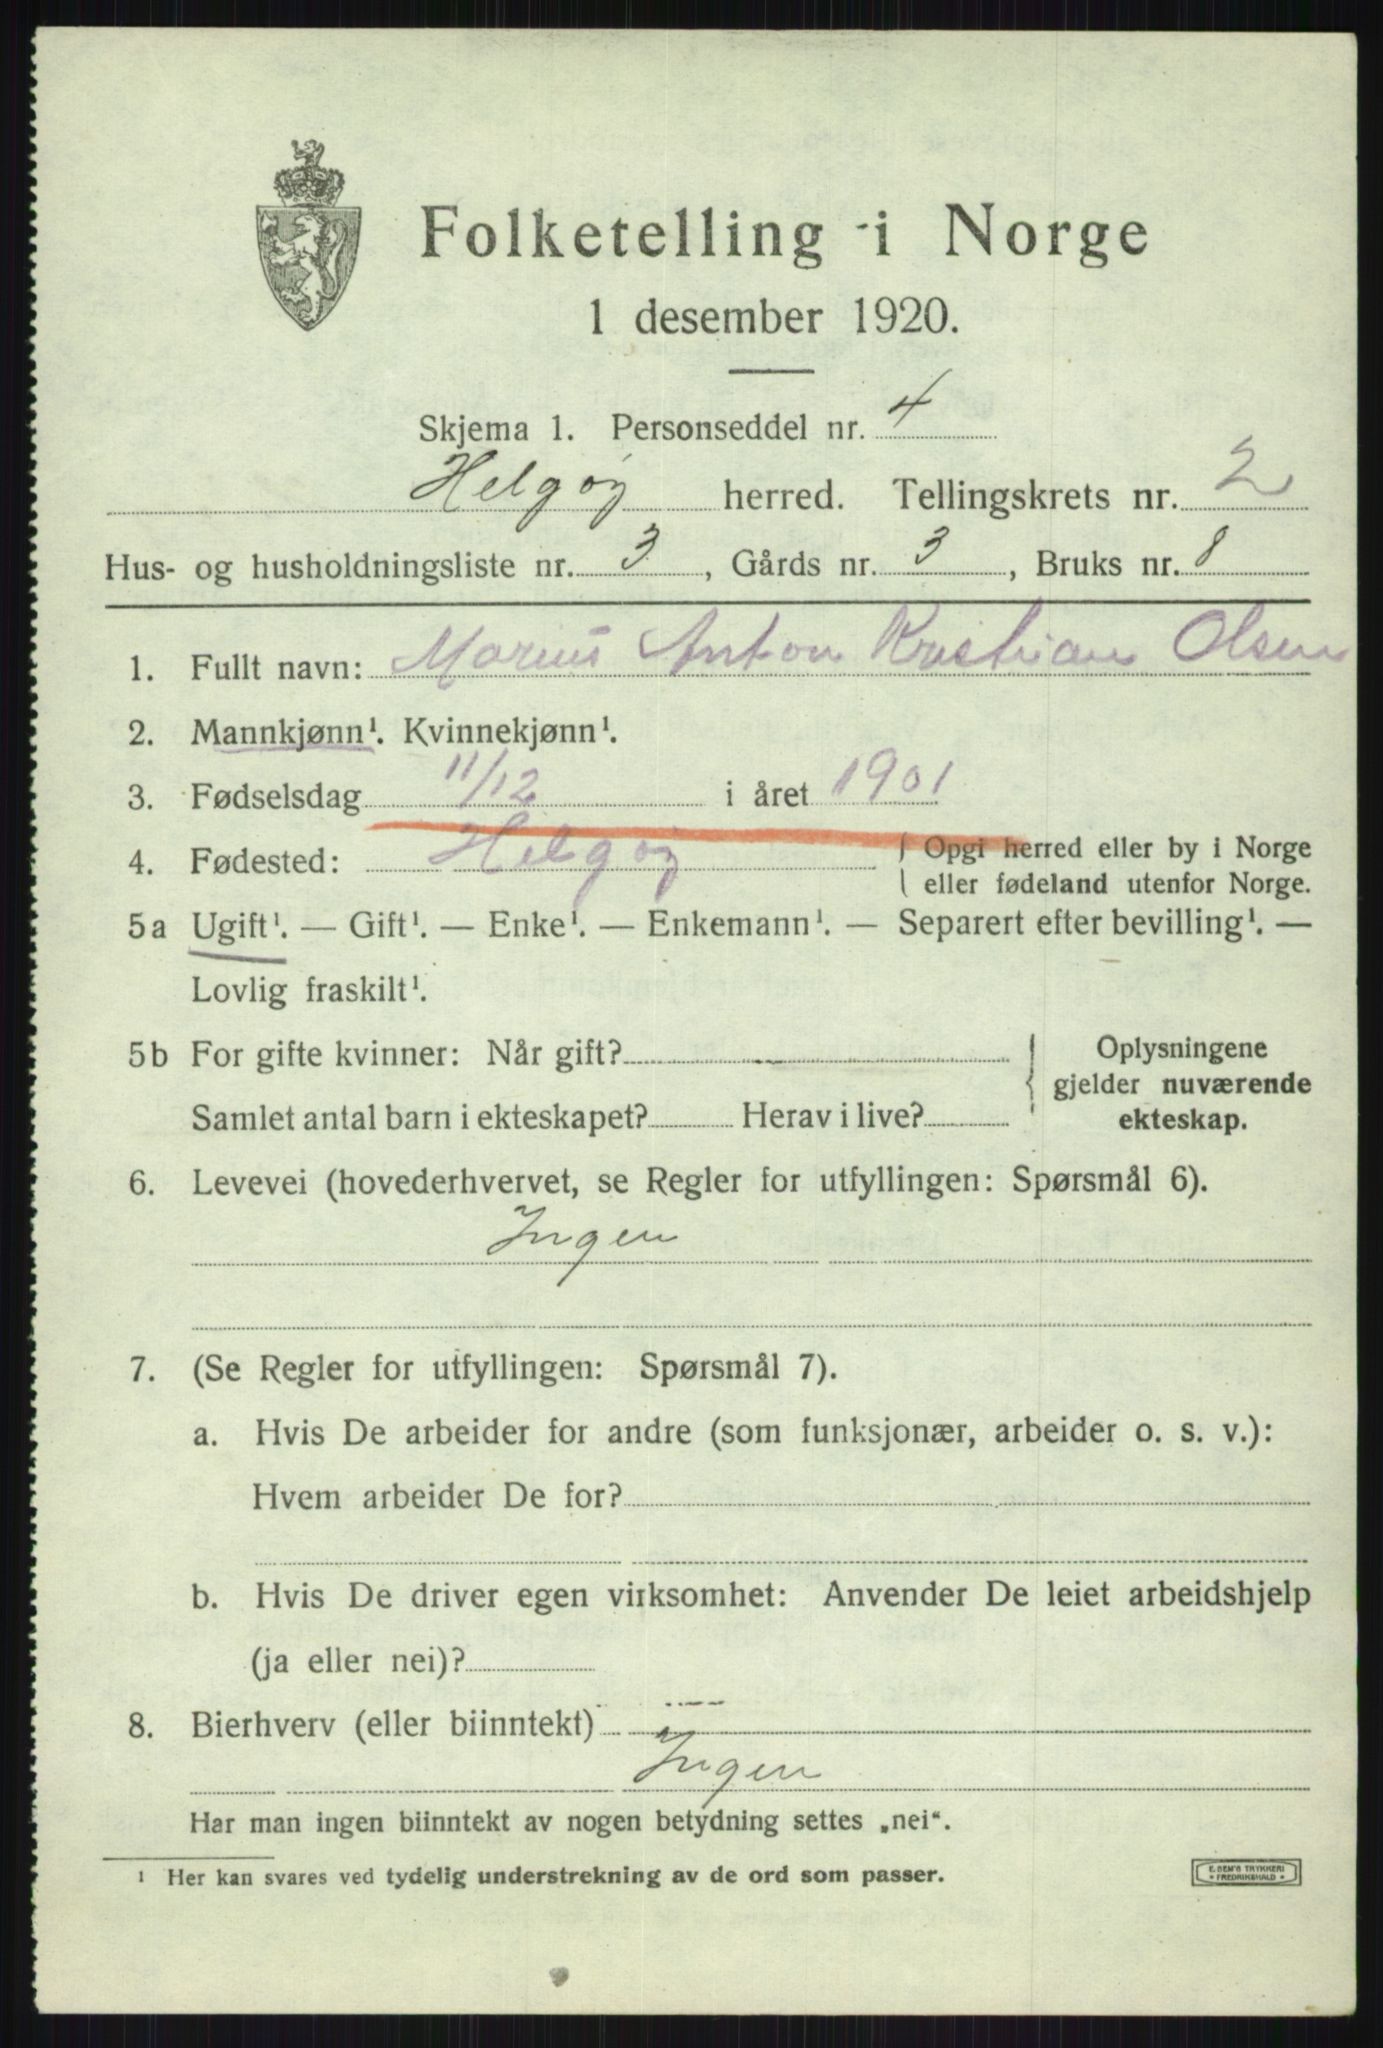 Folketelling i Norge
1 desember 1920.
Skjema 1. Personseddel nr. 4
Helgøy herred. Tellingskrets nr. 2
Hus- og husholdningsliste nr. 3, Gårds nr. 3, Bruks nr. 8
1. Fullt navn: Marius Anton Kristian Olsen
2. Mannkjønn¹. Kvinnekjønn¹.
3. Fødselsdag 11/12 i året 1901
4. Fødested: Helgøy { Opgi herred eller by i Norge
eller fødeland utenfor Norge.
5a Ugift¹. — Gift¹. — Enke¹. — Enkemann¹. — Separert efter bevilling¹. —
Lovlig fraskilt¹.
5b For gifte kvinner: Når gift? { Oplysningene
gjelder nuværende
Samlet antal barn i ekteskapet? Herav i live? ekteskap.
6. Levevei (hovederhvervet, se Regler for utfyllingen: Spørsmål 6).
Ingen
7. (Se Regler for utfyllingen: Spørsmål 7).
a. Hvis De arbeider for andre (som funksjonær, arbeider o. s. v.):
Hvem arbeider De for?
b. Hvis De driver egen virksomhet: Anvender De leiet arbeidshjelp
(ja eller nei)?
8. Bierhverv (eller biinntekt)
Ingen
Har man ingen biinntekt av nogen betydning settes „nei“.
¹ Her kan svares ved tydelig understrekning av de ord som passer.
E. SEM'S TRYKKERI
* FREDRIKSHALD *